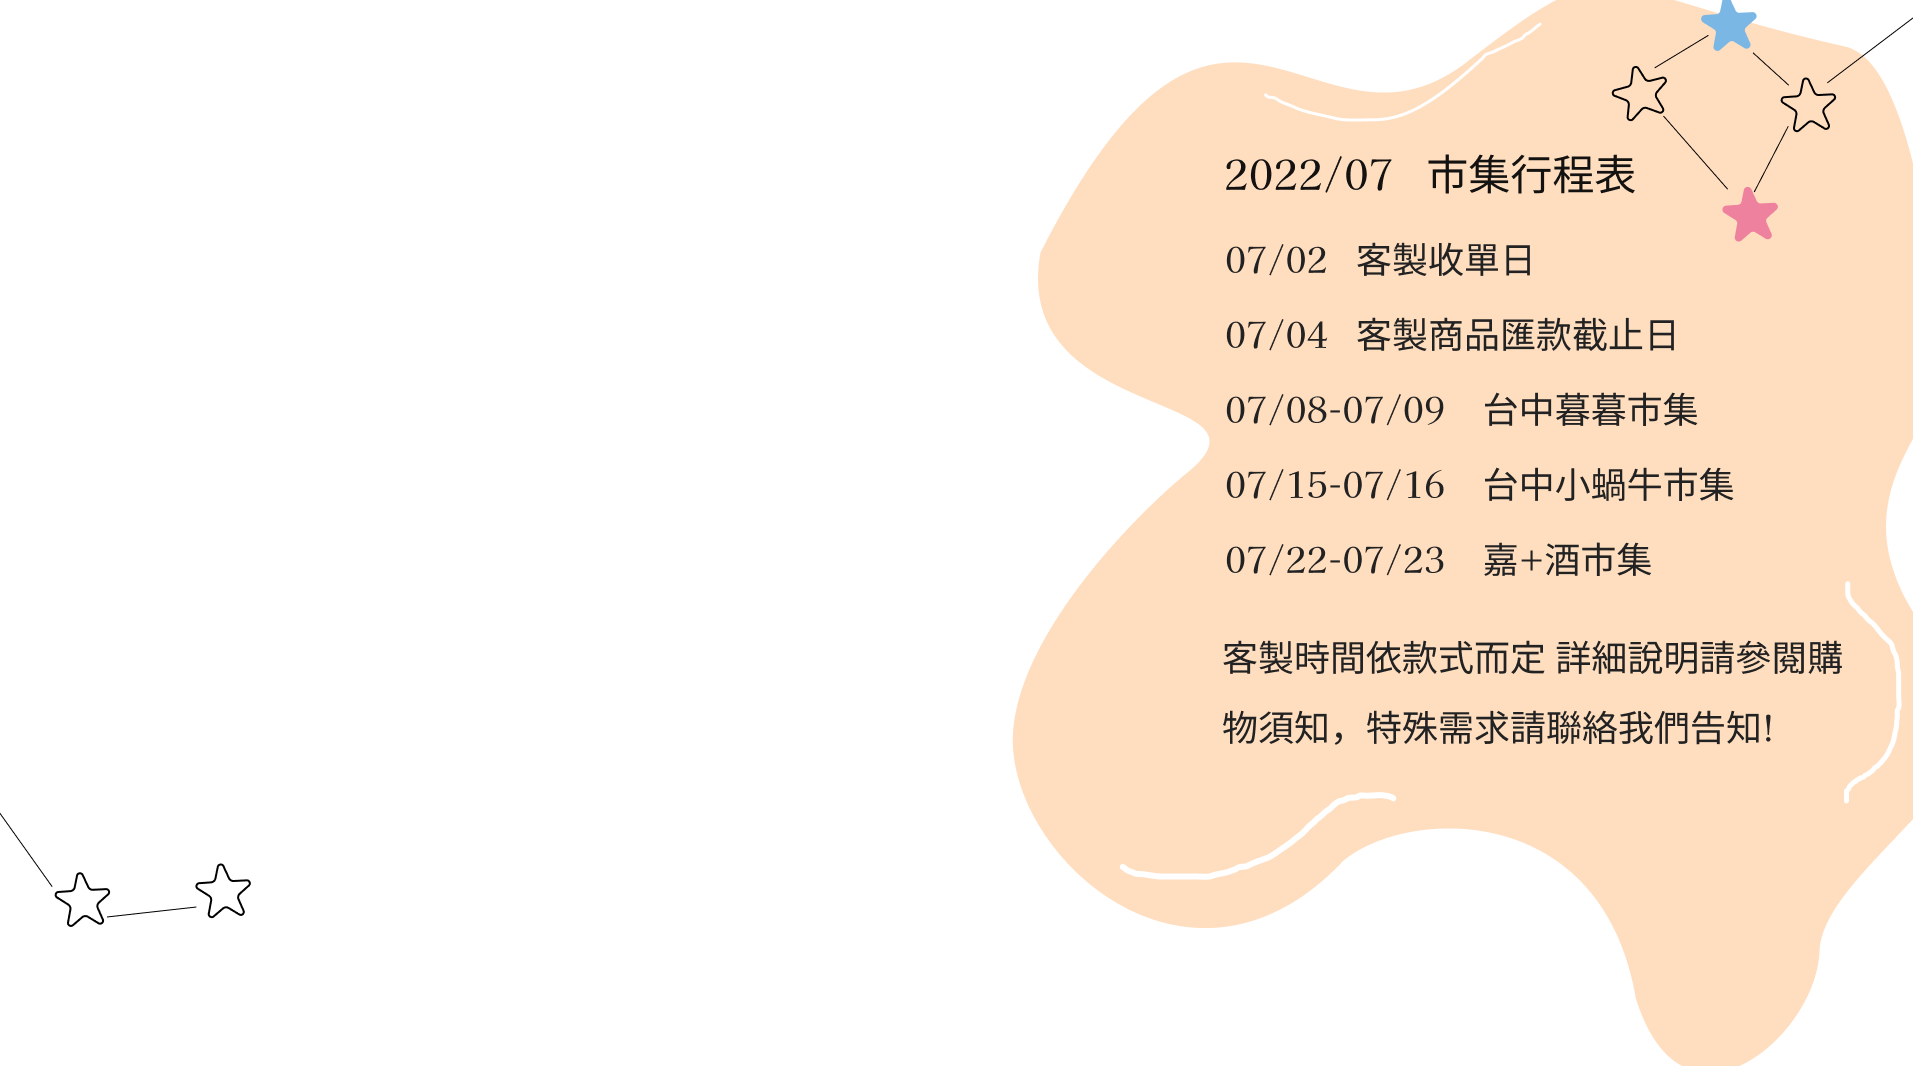 2022/07 市集行程表
07/02 客製收單日
07/04 客製商品匯款截止日
07/08-07/09 台中暮暮市集
07/15-07/16 台中小蝸牛市集
07/22-07/23 嘉+酒市集
客製時間依款式而定 詳細說明請參閱購
物須知，特殊需求請聯絡我們告知!